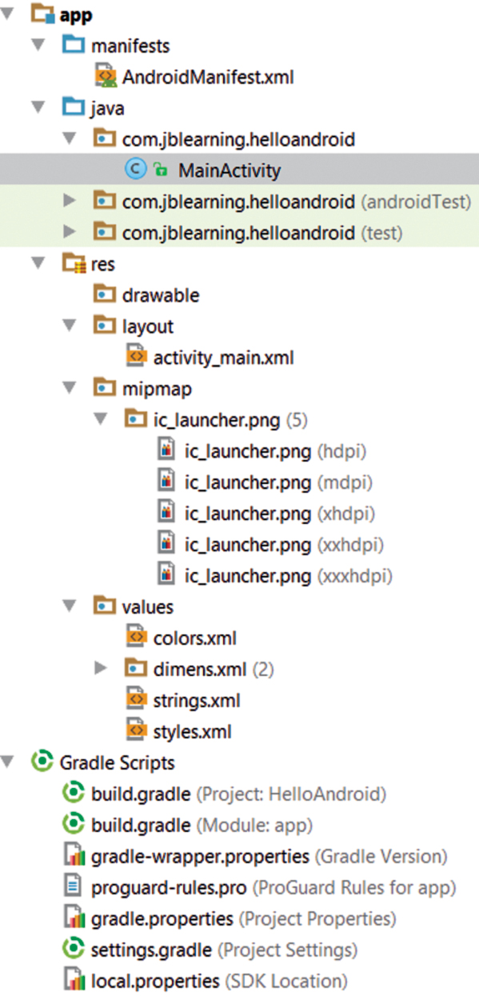 app
manifests
AndroidManifest.xml
java
com.jblearning.helloandroid
C MainActivity
com.jblearning.helloandroid (androidTest)
com.jblearning.helloandroid (test)
res
drawable
layout
activity_main.xml
mipmap
ic_launcher.png (5)
ic_launcher.png (hdpi)
ic_launcher.png (mdpi)
ic_launcher.png (xhdpi)
ic_launcher.png (xxhdpi)
ic_launcher.png (xxxhdpi)
values
colors.xml
dimens.xml (2)
strings.xml
styles.xml
Gradle Scripts
build.gradle (Project: HelloAndroid)
build.gradle (Module: app)
gradle-wrapper.properties (Gradle Version)
proguard-rules.pro (ProGuard Rules for app)
gradle.properties (Project Properties)
settings.gradle (Project Settings)
local.properties (SDK Location)